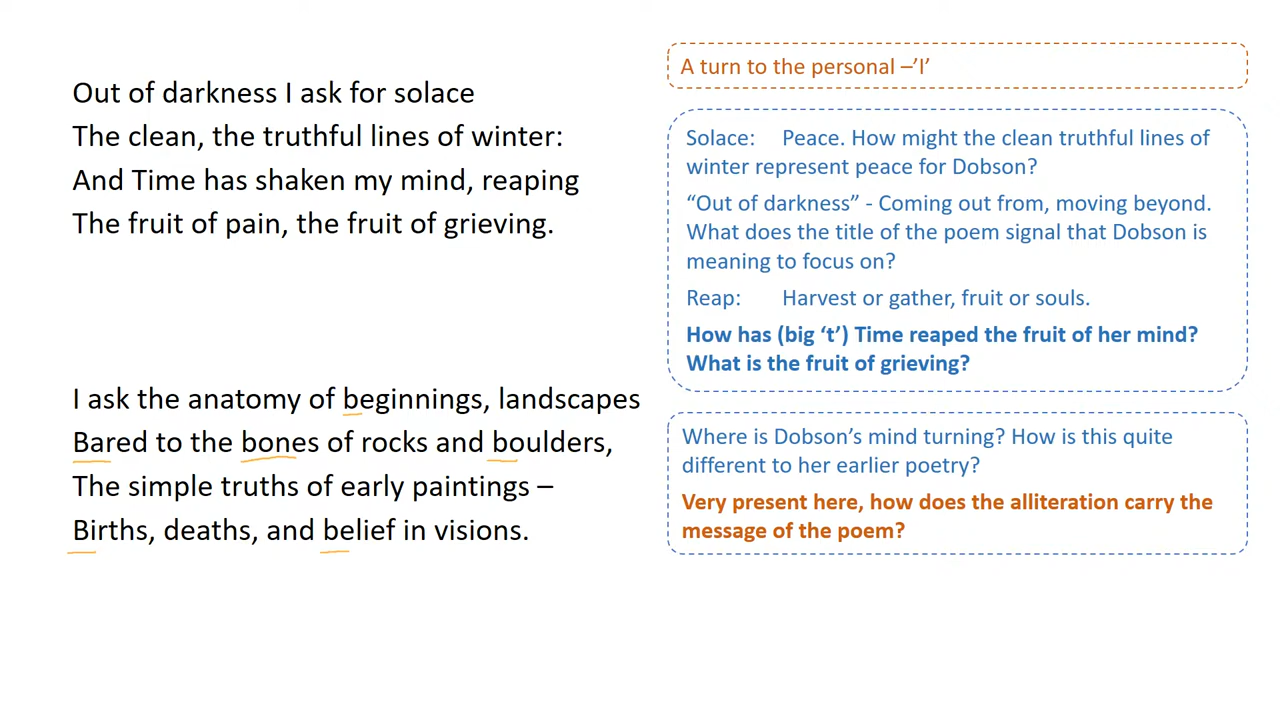 Out of darkness I ask for solace
The clean, the truthful lines of winter:
And Time has shaken my mind, reaping
The fruit of pain, the fruit of grieving.
I ask the anatomy of beginnings, landscapes
Bared to the bones of rocks and boulders,
The simple truths of early paintings –
Births, deaths, and belief in visions.
A turn to the personal –’I’
Solace: Peace. How might the clean truthful lines of
winter represent peace for Dobson?
“Out of darkness” - Coming out from, moving beyond.
What does the title of the poem signal that Dobson is
meaning to focus on?
Reap: Harvest or gather, fruit or souls.
How has (big ‘t’) Time reaped the fruit of her mind?
What is the fruit of grieving?
Where is Dobson’s mind turning? How is this quite
different to her earlier poetry?
Very present here, how does the alliteration carry the
message of the poem?